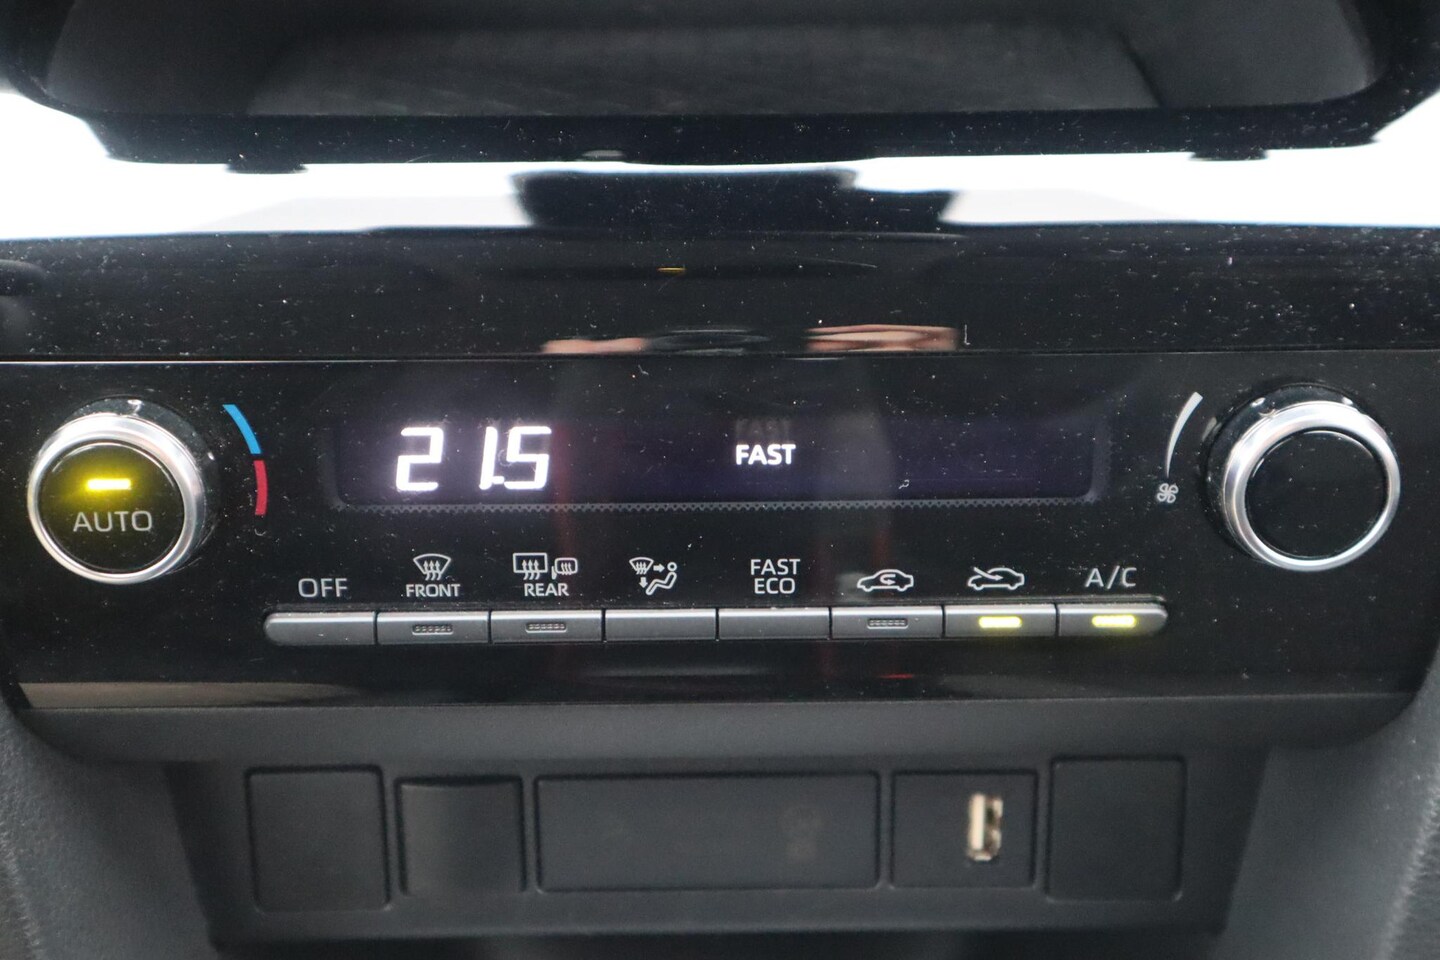 21.5
FAST
AUTO
OFF
FRONT
REAR
FAST
ECO
A/C